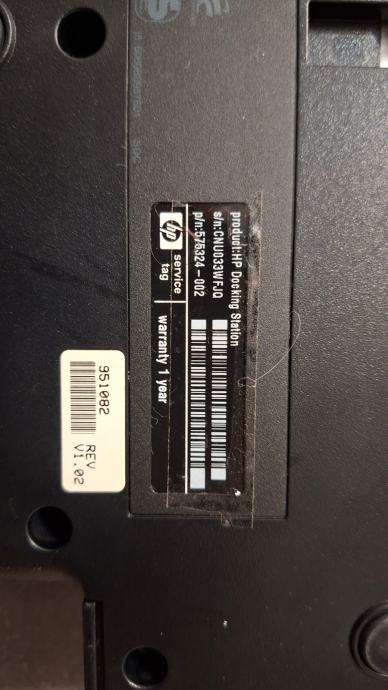 product:HP Docking Station
s/n:CNU033WFJQ
p/n:575324-002
hp
service
tag
warranty 1 year
951082
REV
V1.02